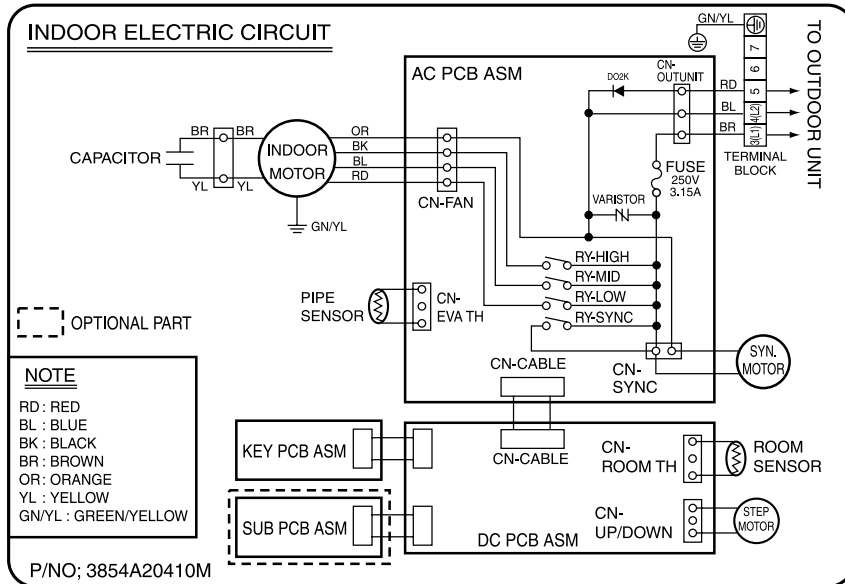 INDOOR ELECTRIC CIRCUIT
GN/YL
7
6
5
4(L2)
3(L1)
TERMINAL
BLOCK
TO OUTDOOR UNIT
AC PCB ASM
CN-
OUTUNIT
DO2K
RD
BL
BR
FUSE
250V
3.15A
VARISTOR
CAPACITOR
BR
BR
YL
YL
INDOOR
MOTOR
GN/YL
OR
BK
BL
RD
CN-FAN
RY-HIGH
RY-MID
RY-LOW
RY-SYNC
PIPE
SENSOR
CN-
EVA TH
CN-
SYNC
SYN.
MOTOR
OPTIONAL PART
NOTE
RD : RED
BL : BLUE
BK : BLACK
BR : BROWN
OR : ORANGE
YL : YELLOW
GN/YL : GREEN/YELLOW
CN-CABLE
CN-CABLE
KEY PCB ASM
SUB PCB ASM
DC PCB ASM
CN-
ROOM TH
ROOM
SENSOR
CN-
UP/DOWN
STEP
MOTOR
P/NO; 3854A20410M